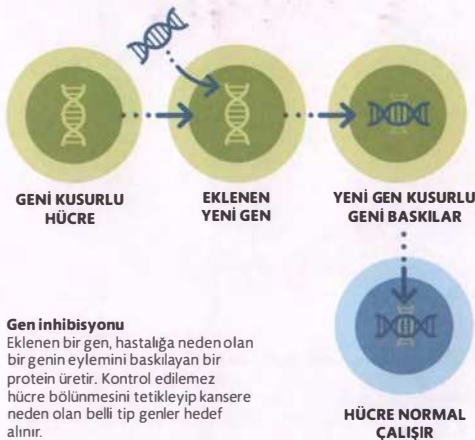 GENİ KUSURLU
HÜCRE
EKLENEN
YENİ GEN
YENİ GEN KUSURLU
GENİ BASKILAR
Gen inhibisyonu
Eklenen bir gen, hastalığa neden olan
bir genin eylemini baskılayan bir
protein üretir. Kontrol edilemez
hücre bölünmesini tetikleyip kansere
neden olan belli tip genler hedef
alınır.
HÜCRE NORMAL
ÇALIŞIR